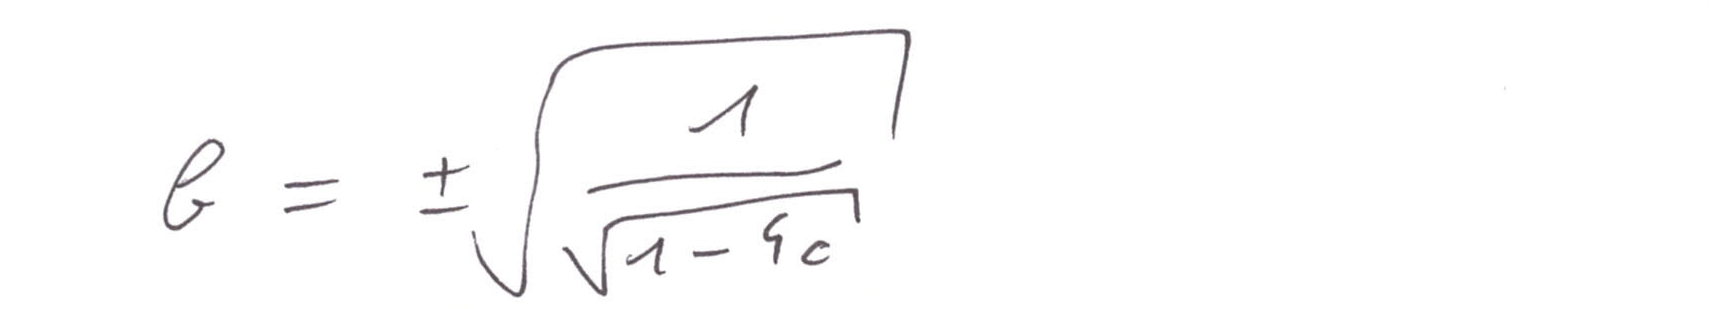 b = ±√(1/√(1-4c))